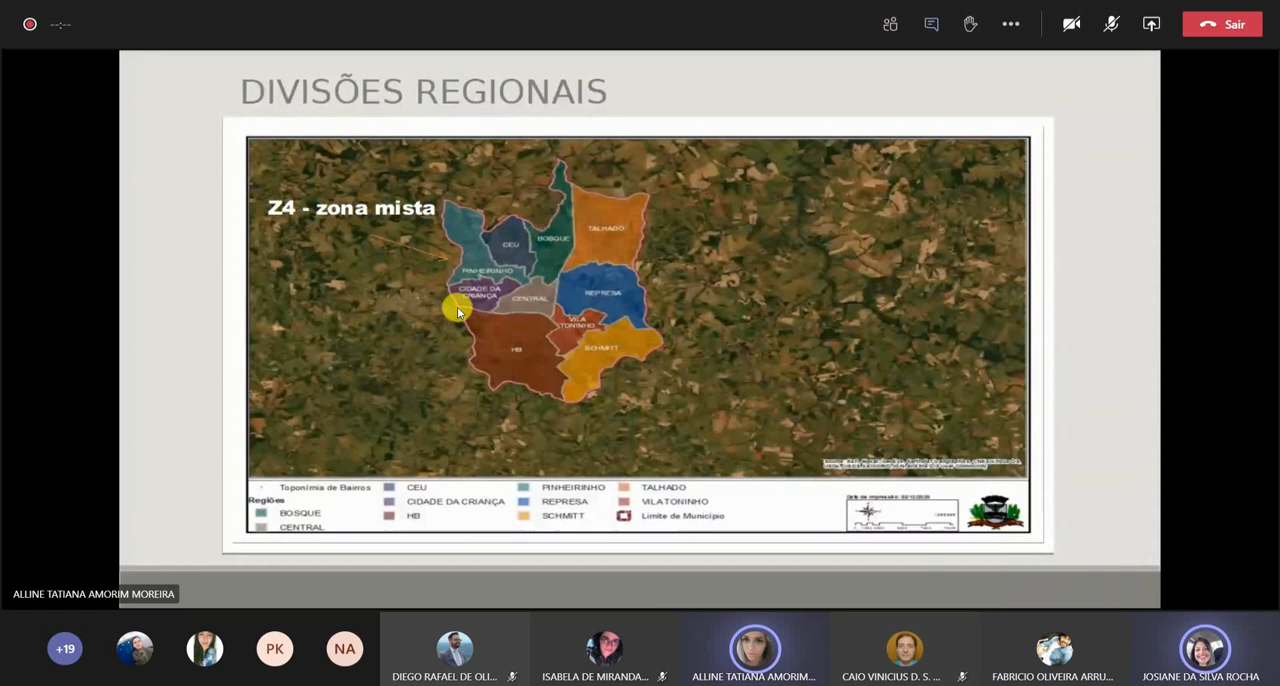 --:--
Sair
DIVISÕES REGIONAIS
Z4 - zona mista
TALHADO
BOSQUE
CEU
PINHEIRINHO
CIDADE DA
CRIANÇA
CENTRAL
REPRESA
VILA
TONINHO
SCHMITT
HB
Toponímia de Bairros
Regiões
BOSQUE
CENTRAL
CEU
CIDADE DA CRIANÇA
HB
PINHEIRINHO
REPRESA
SCHMITT
TALHADO
VILA TONINHO
Limite de Município
ALLINE TATIANA AMORIM MOREIRA
+19
PK
NA
DIEGO RAFAEL DE OLI...
ISABELA DE MIRANDA...
ALLINE TATIANA AMORIM...
CAIO VINICIUS D. S. ...
FABRICIO OLIVEIRA ARRU...
JOSIANE DA SILVA ROCHA